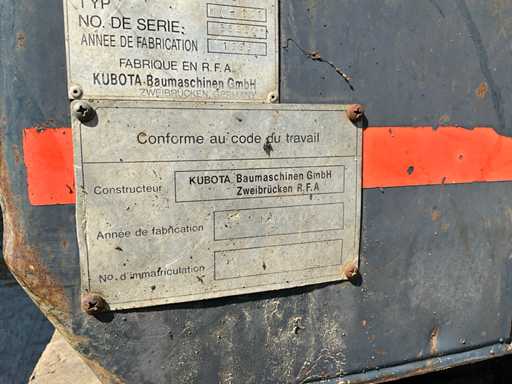 TYP
NO. DE SERIE:
ANNÉE DE FABRICATION
FABRIQUE EN R.F.A.
KUBOTA Baumaschinen GmbH
ZWEIBRÜCKEN, GERMANY
Conforme au code du travail
Constructeur
KUBOTA Baumaschinen GmbH
Zweibrücken R.F.A
Année de fabrication
No. d'immatriculation